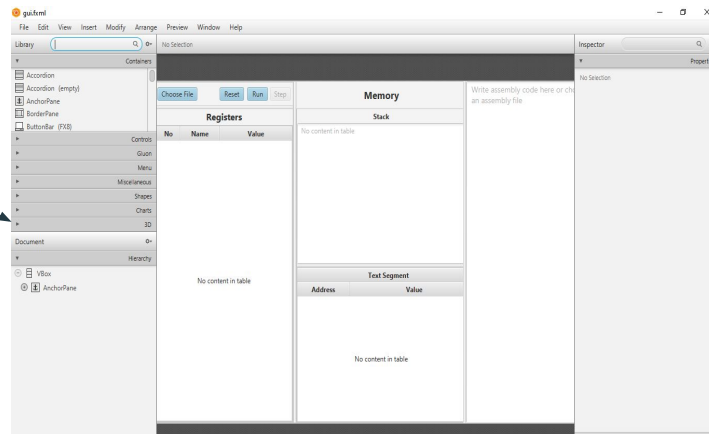 gui.fxml
File Edit View Insert Modify Arrange Preview Window Help
Library
No Selection
Inspector
Containers
Accordion
Accordion (empty)
AnchorPane
BorderPane
ButtonBar (FX8)
Controls
Gluon
Menu
Miscellaneous
Shapes
Charts
3D
Document
Hierarchy
VBox
AnchorPane
Choose File Reset Run Step
Registers
No Name Value
No content in table
Memory
Stack
No content in table
Text Segment
Address Value
No content in table
Write assembly code here or cho
an assembly file
Propert
No Selection